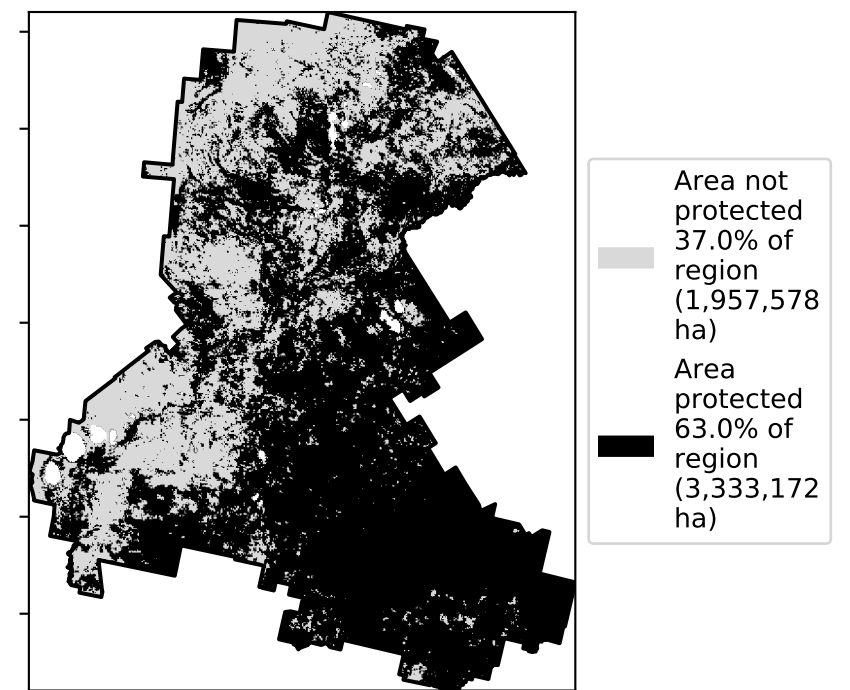 Area not
protected
37.0% of
region
(1,957,578
ha)
Area
protected
63.0% of
region
(3,333,172
ha)